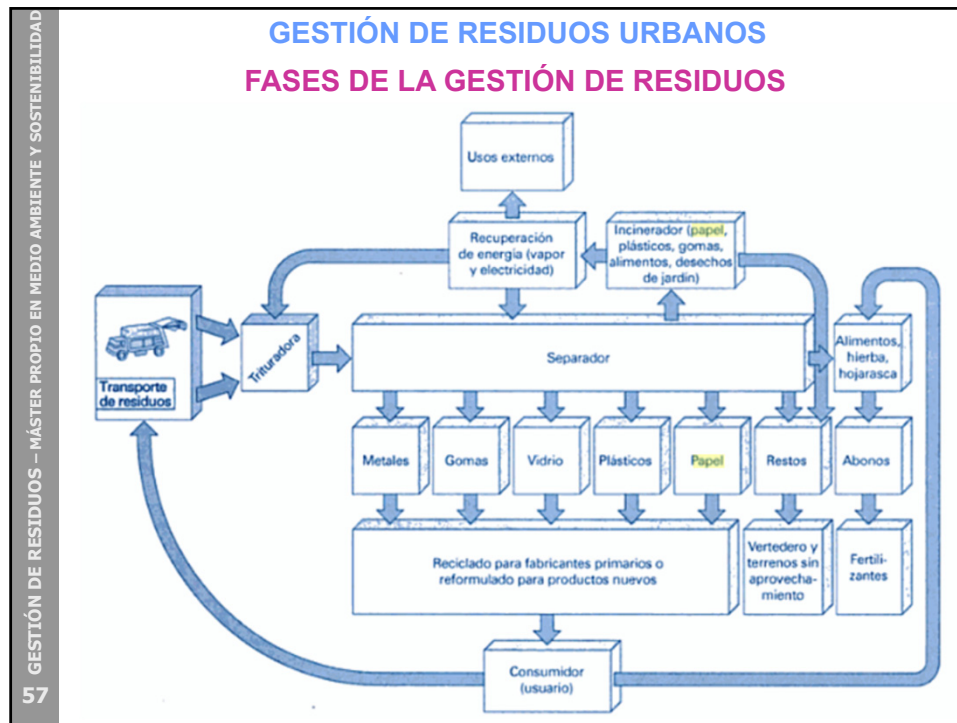 GESTIÓN DE RESIDUOS URBANOS
FASES DE LA GESTIÓN DE RESIDUOS
Usos externos
Recuperación
de energía (vapor
y electricidad)
Incinerador (papel,
plásticos, gomas,
alimentos, desechos
de jardín)
Transporte
de residuos
Trituradora
Separador
Alimentos,
hierba,
hojarasca
Metales
Gomas
Vidrio
Plásticos
Papel
Restos
Abonos
Reciclado para fabricantes primarios o
reformulado para productos nuevos
Vertedero y
terrenos sin
aprovecha-
miento
Fertili-
zantes
Consumidor
(usuario)
GESTIÓN DE RESIDUOS – MÁSTER PROPIO EN MEDIO AMBIENTE Y SOSTENIBILIDAD
57